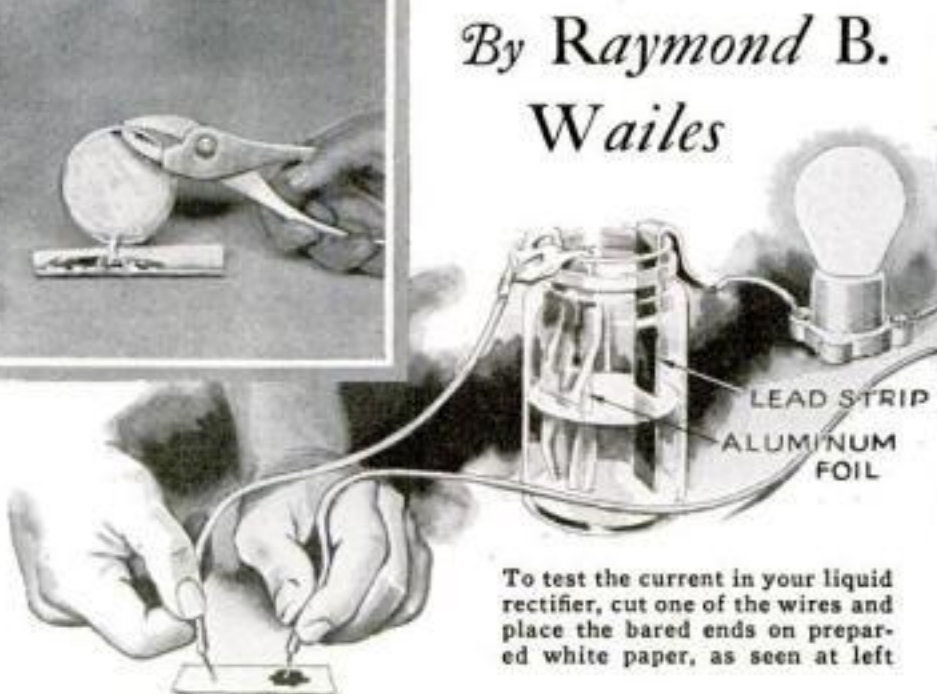 By Raymond B.
Wailes
LEAD STRIP
ALUMINUM
FOIL
To test the current in your liquid
rectifier, cut one of the wires and
place the bared ends on prepar-
ed white paper, as seen at left